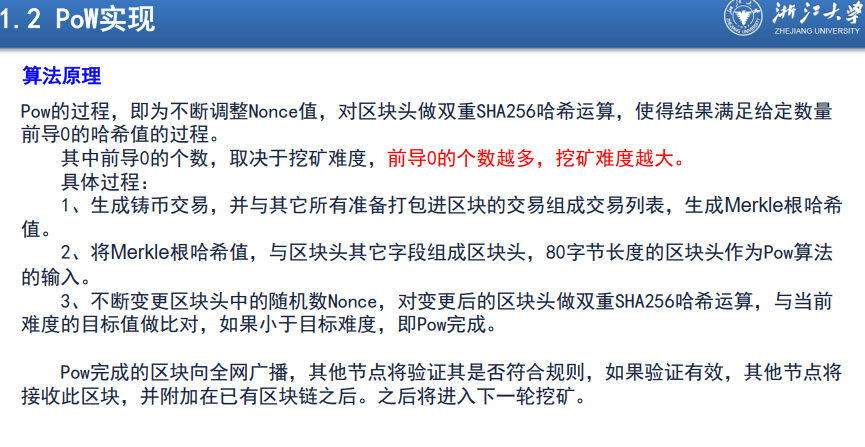 1.2 PoW实现
浙江大学
ZHEJIANG UNIVERSITY
算法原理
Pow的过程，即为不断调整Nonce值，对区块头做双重SHA256哈希运算，使得结果满足给定数量
前导0的哈希值的过程。
其中前导0的个数，取决于挖矿难度，前导0的个数越多，挖矿难度越大。
具体过程：
1、生成铸币交易，并与其它所有准备打包进区块的交易组成交易列表，生成Merkle根哈希
值。
2、将Merkle根哈希值，与区块头其它字段组成区块头，80字节长度的区块头作为Pow算法
的输入。
3、不断变更区块头中的随机数Nonce，对变更后的区块头做双重SHA256哈希运算，与当前
难度的目标值做比对，如果小于目标难度，即Pow完成。
Pow完成的区块向全网广播，其他节点将验证其是否符合规则，如果验证有效，其他节点将
接收此区块，并附加在已有区块链之后。之后将进入下一轮挖矿。